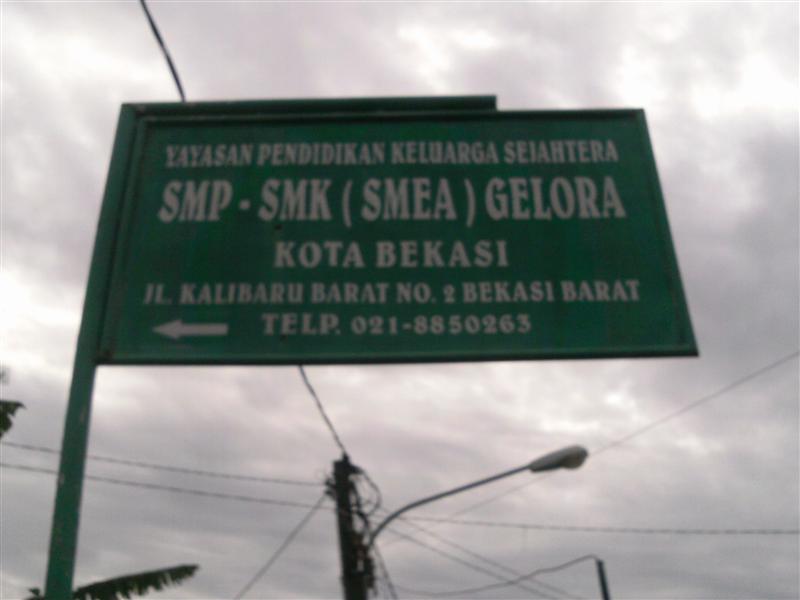 YAYASAN PENDIDIKAN KELUARGA SEJAHTERA
SMP - SMK ( SMEA ) GELORA
KOTA BEKASI
JL. KALIBARU BARAT NO. 2 BEKASI BARAT
TELP. 021-8850263